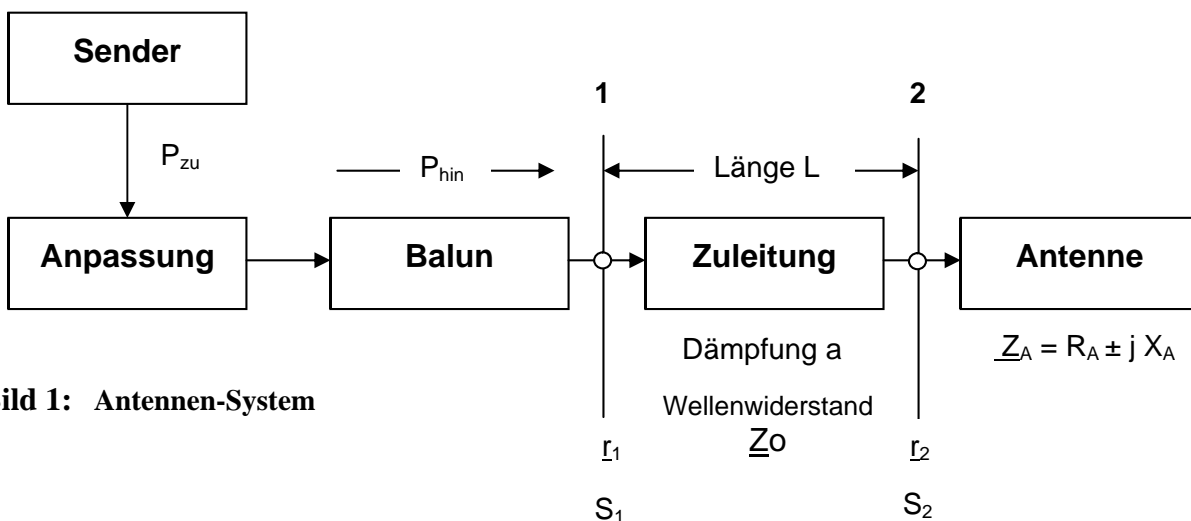 Sender
1 2
P_zu
P_hin Länge L
Anpassung Balun Zuleitung Antenne
Dämpfung a Z_A = R_A ± j X_A
ild 1: Antennen-System
Wellenwiderstand
Zo
r_1 r_2
S_1 S_2